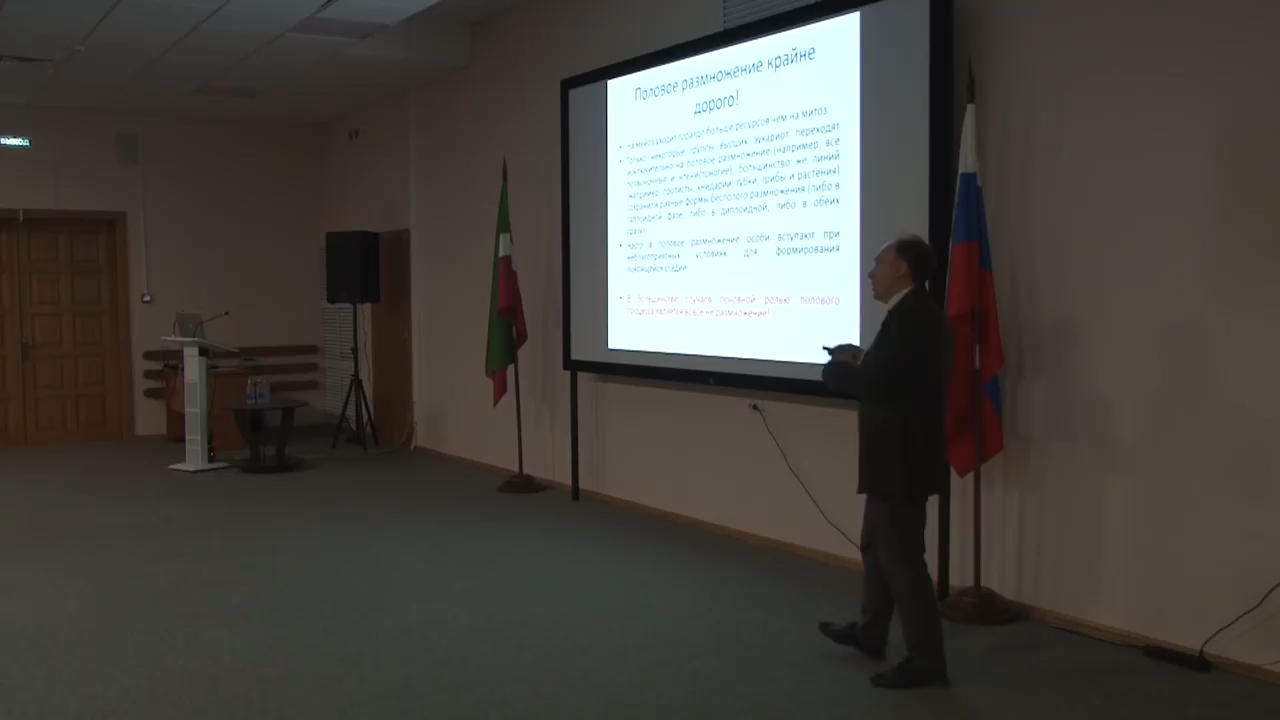 ВЫХОД
Половое размножение крайне
дорого!
На мейоз уходит гораздо больше ресурсов чем на митоз
Только некоторые группы высших эукариот переходят
исключительно на половое размножение (например, все
позвоночные и членистоногие), большинство же линий
(например, протисты, книдарии, губки, грибы и растения)
сохранили разные формы бесполого размножения (либо в
гаплоидной фазе, либо в диплоидной, либо в обеих
сразу)
Часто в половое размножение особи вступают при
неблагоприятных условиях для формирования
покоящейся стадии
В большинстве случаев основной ролью полового
процесса является вовсе не размножение!